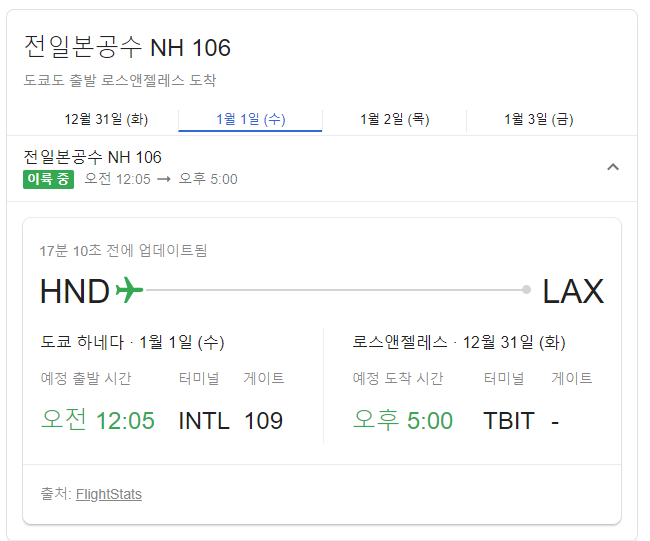 전일본공수 NH 106
도쿄도 출발 로스앤젤레스 도착
12월 31일 (화) 1월 1일 (수) 1월 2일 (목) 1월 3일 (금)
전일본공수 NH 106
이륙 중 오전 12:05 → 오후 5:00
17분 10초 전에 업데이트됨
HND LAX
도쿄 하네다 · 1월 1일 (수) 로스앤젤레스 · 12월 31일 (화)
예정 출발 시간 터미널 게이트 예정 도착 시간 터미널 게이트
오전 12:05 INTL 109 오후 5:00 TBIT -
출처: FlightStats